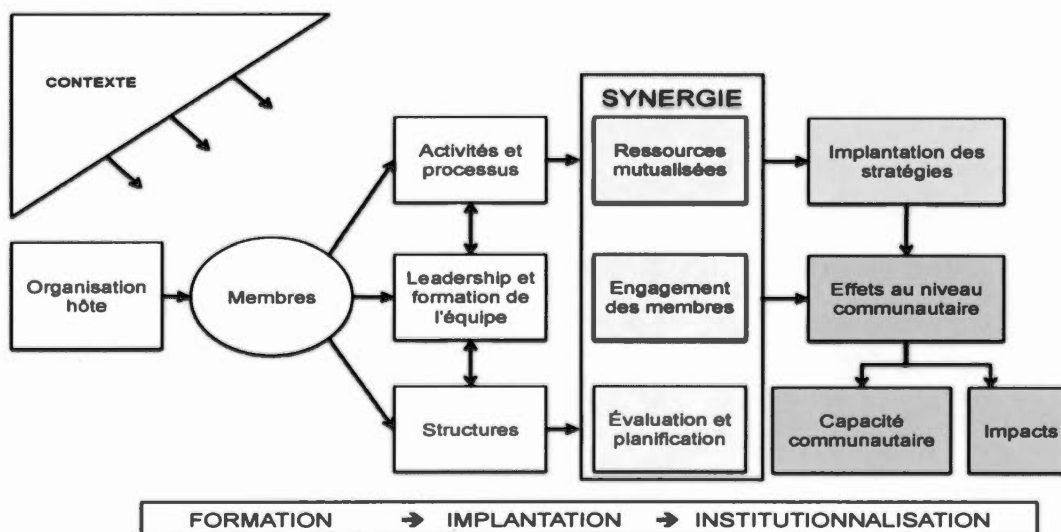 CONTEXTE
SYNERGIE
Activités et
processus
Ressources
mutualisées
Implantation des
stratégies
Organisation
hôte
Membres
Leadership et
formation de
l'équipe
Engagement
des membres
Effets au niveau
communautaire
Structures
Évaluation et
planification
Capacité
communautaire
Impacts
FORMATION → IMPLANTATION → INSTITUTIONNALISATION